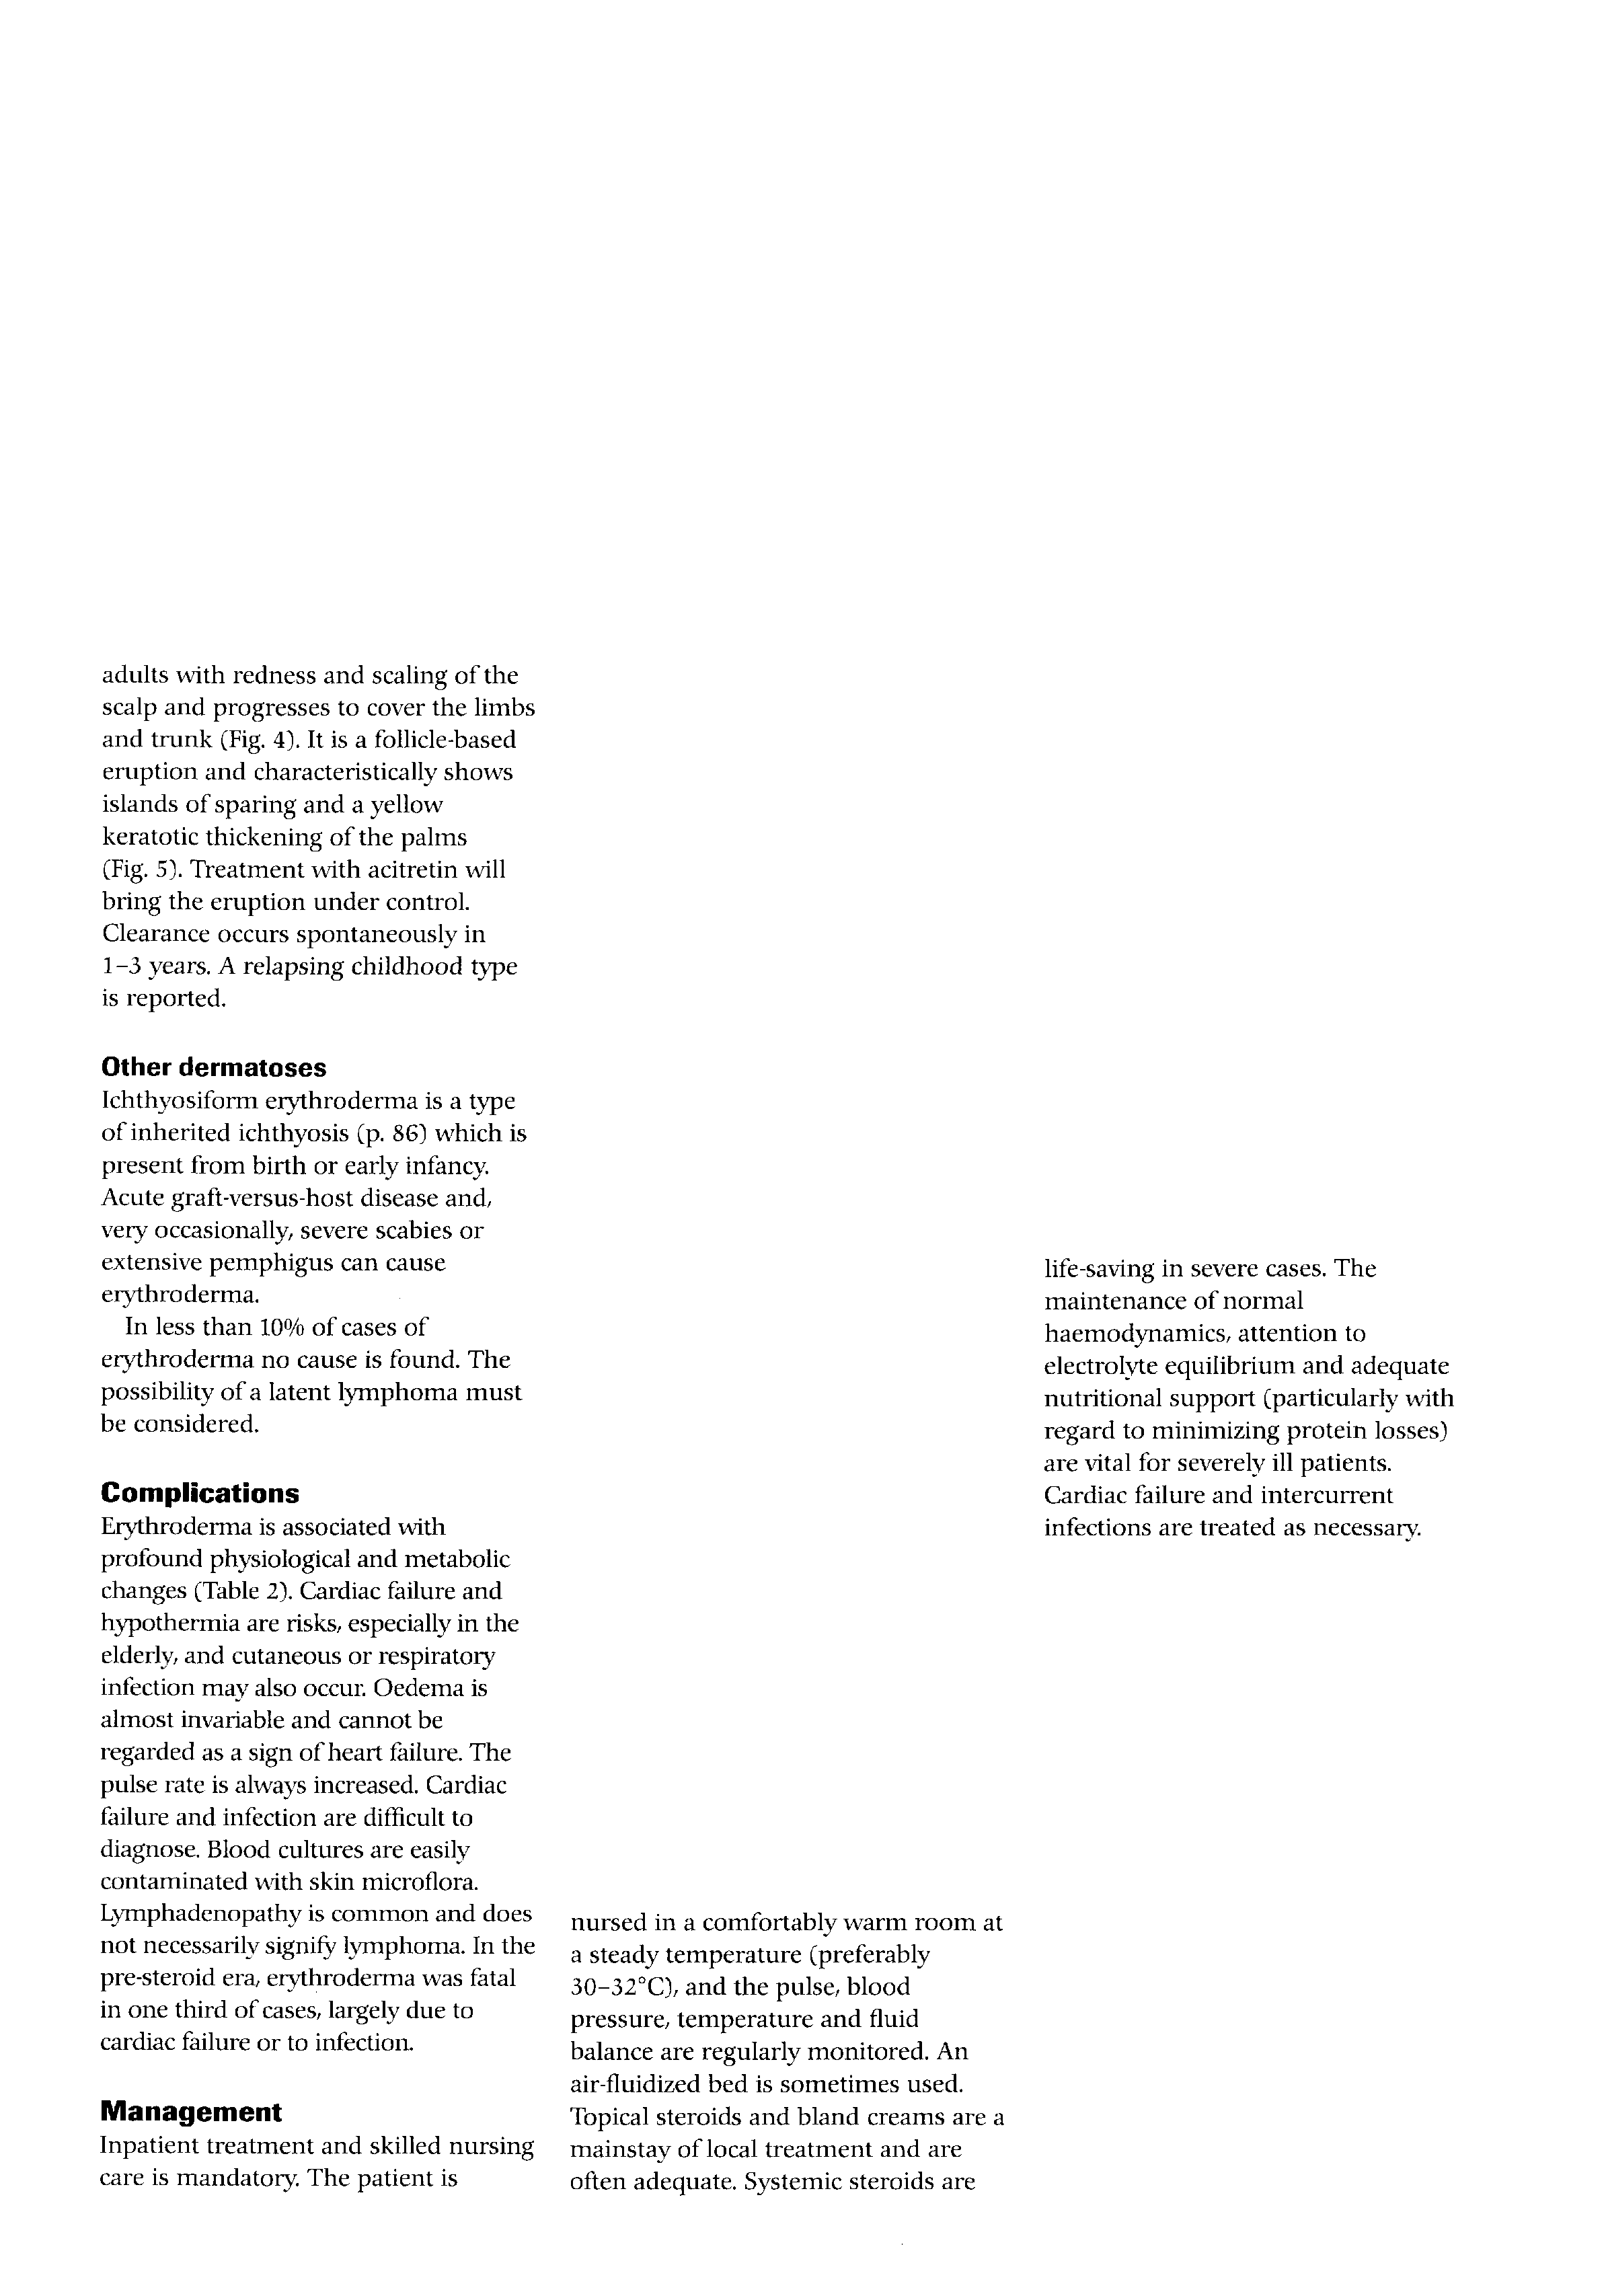 adults with redness and scaling of the
scalp and progresses to cover the limbs
and trunk (Fig. 4). It is a follicle-based
eruption and characteristically shows
islands of sparing and a yellow
keratotic thickening of the palms
(Fig. 5). Treatment with acitretin will
bring the eruption under control.
Clearance occurs spontaneously in
1–3 years. A relapsing childhood type
is reported.
Other dermatoses
Ichthyosiform erythroderma is a type
of inherited ichthyosis (p. 86) which is
present from birth or early infancy.
Acute graft-versus-host disease and,
very occasionally, severe scabies or
extensive pemphigus can cause
erythroderma.
In less than 10% of cases of
erythroderma no cause is found. The
possibility of a latent lymphoma must
be considered.
Complications
Erythroderma is associated with
profound physiological and metabolic
changes (Table 2). Cardiac failure and
hypothermia are risks, especially in the
elderly, and cutaneous or respiratory
infection may also occur. Oedema is
almost invariable and cannot be
regarded as a sign of heart failure. The
pulse rate is always increased. Cardiac
failure and infection are difficult to
diagnose. Blood cultures are easily
contaminated with skin microflora.
Lymphadenopathy is common and does
not necessarily signify lymphoma. In the
pre-steroid era, erythroderma was fatal
in one third of cases, largely due to
cardiac failure or to infection.
Management
Inpatient treatment and skilled nursing
care is mandatory. The patient is
nursed in a comfortably warm room at
a steady temperature (preferably
30–32°C), and the pulse, blood
pressure, temperature and fluid
balance are regularly monitored. An
air-fluidized bed is sometimes used.
Topical steroids and bland creams are a
mainstay of local treatment and are
often adequate. Systemic steroids are
life-saving in severe cases. The
maintenance of normal
haemodynamics, attention to
electrolyte equilibrium and adequate
nutritional support (particularly with
regard to minimizing protein losses)
are vital for severely ill patients.
Cardiac failure and intercurrent
infections are treated as necessary.